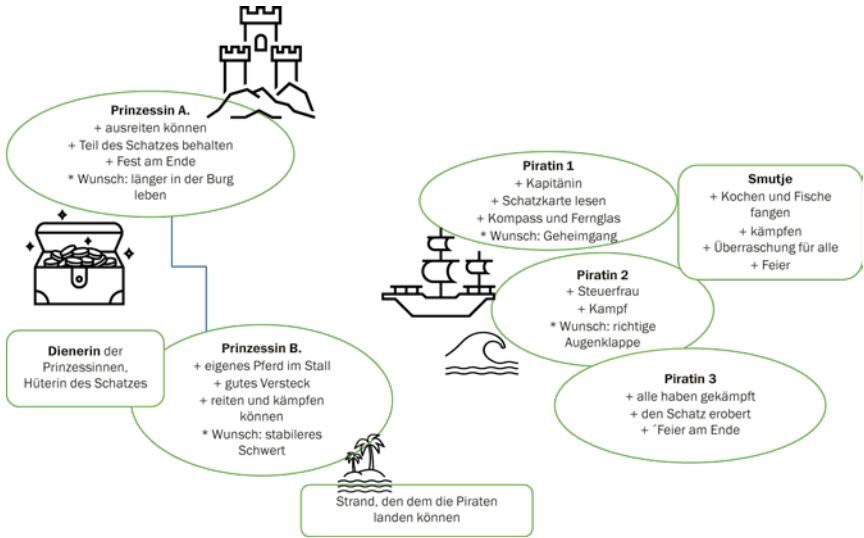 Prinzessin A.
+ ausreiten können
+ Teil des Schatzes behalten
+ Fest am Ende
* Wunsch: länger in der Burg
leben
Piratin 1
+ Kapitänin
+ Schatzkarte lesen
+ Kompass und Fernglas
* Wunsch: Geheimgang
Smutje
+ Kochen und Fische
fangen
+ kämpfen
+ Überraschung für alle
+ Feier
Piratin 2
+ Steuerfrau
+ Kampf
* Wunsch: richtige
Augenklappe
Dienerin der
Prinzessinnen,
Hüterin des Schatzes
Prinzessin B.
+ eigenes Pferd im Stall
+ gutes Versteck
+ reiten und kämpfen
können
* Wunsch: stabileres
Schwert
Piratin 3
+ alle haben gekämpft
+ den Schatz erobert
+ ´Feier am Ende
Strand, den dem die Piraten
landen können